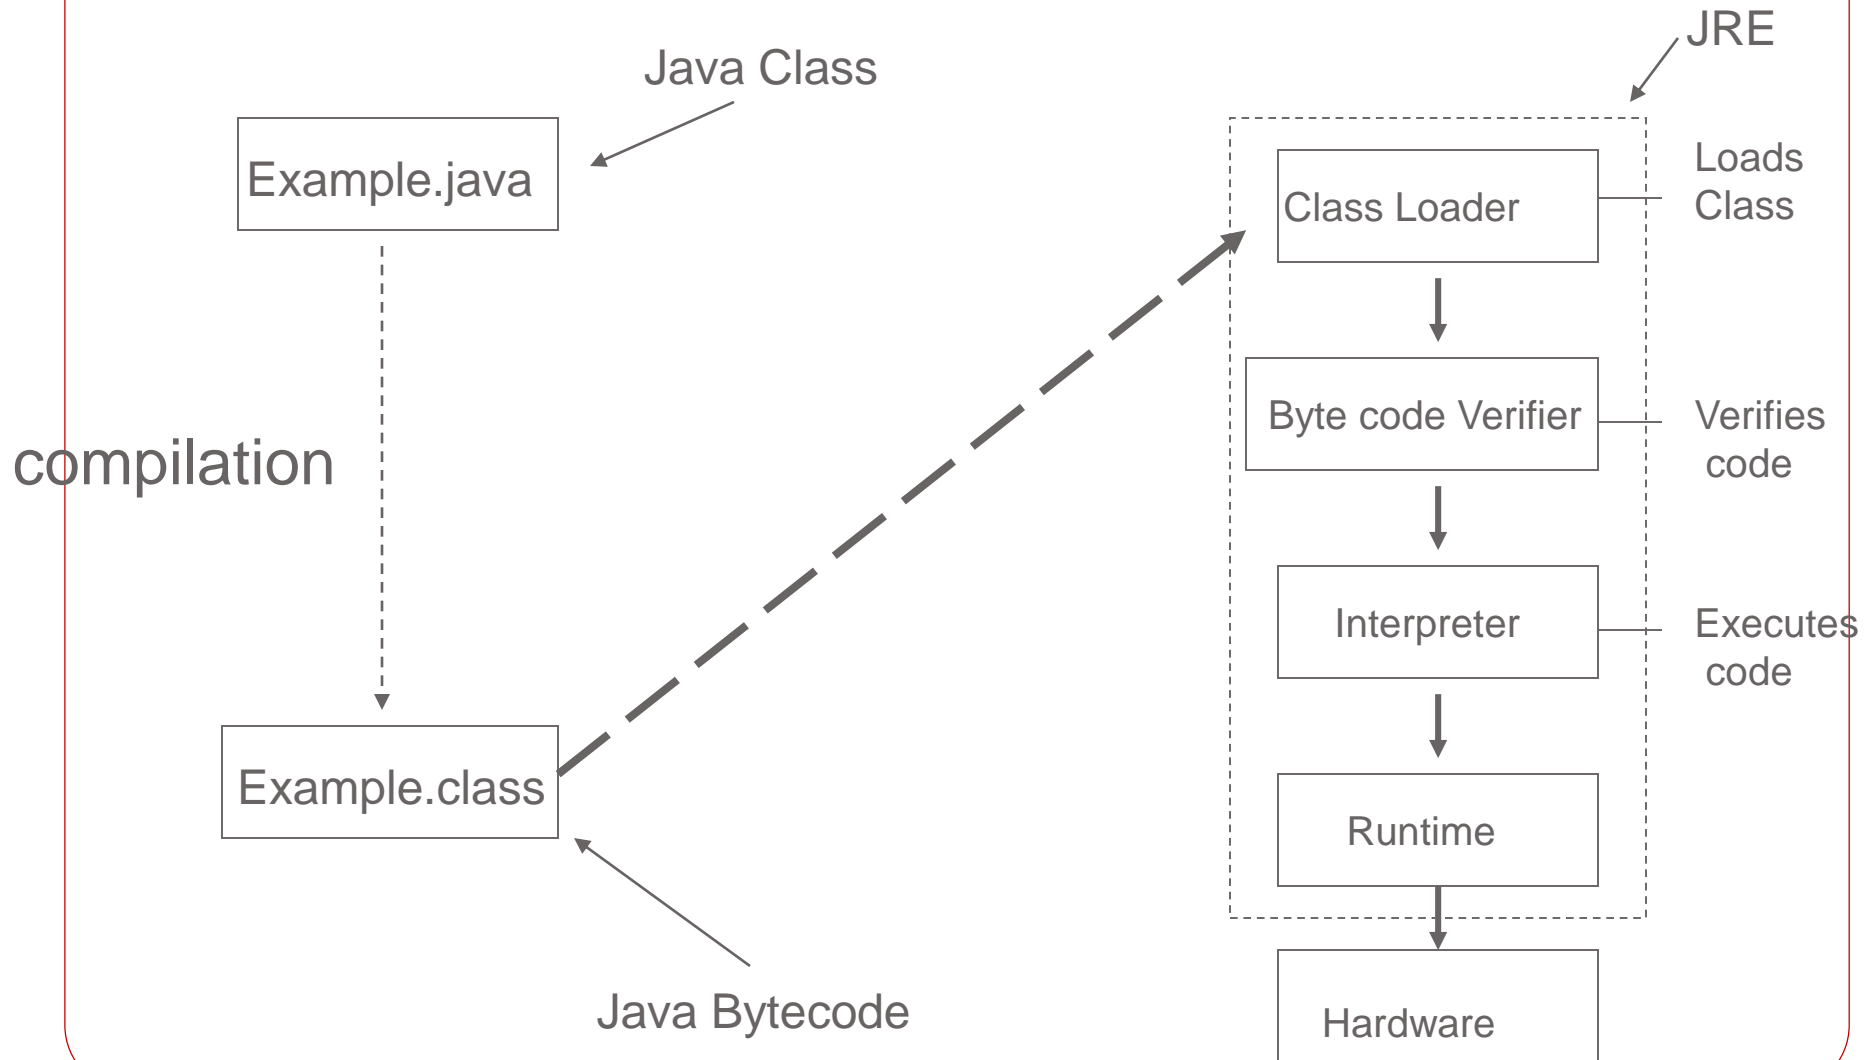 JRE
Java Class
Example.java
Class Loader
Loads
Class
Byte code Verifier
Verifies
code
compilation
Interpreter
Executes
code
Example.class
Runtime
Java Bytecode
Hardware